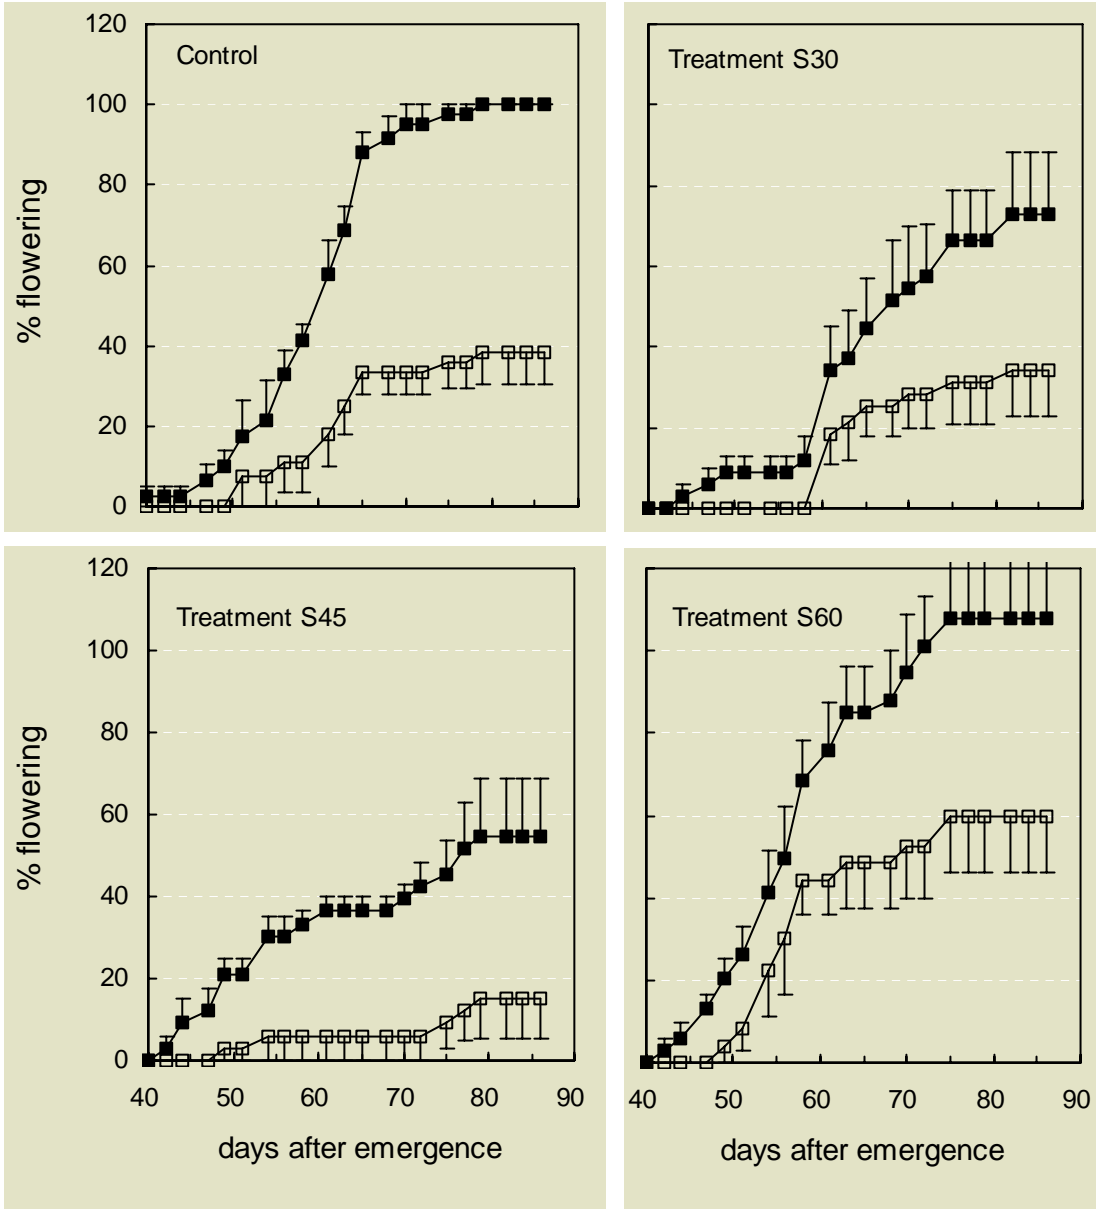 120
100
80
60
40
20
0
% flowering
Control
Treatment S30
120
100
80
60
40
20
0
% flowering
Treatment S45
Treatment S60
40 50 60 70 80 90
days after emergence
40 50 60 70 80 90
days after emergence